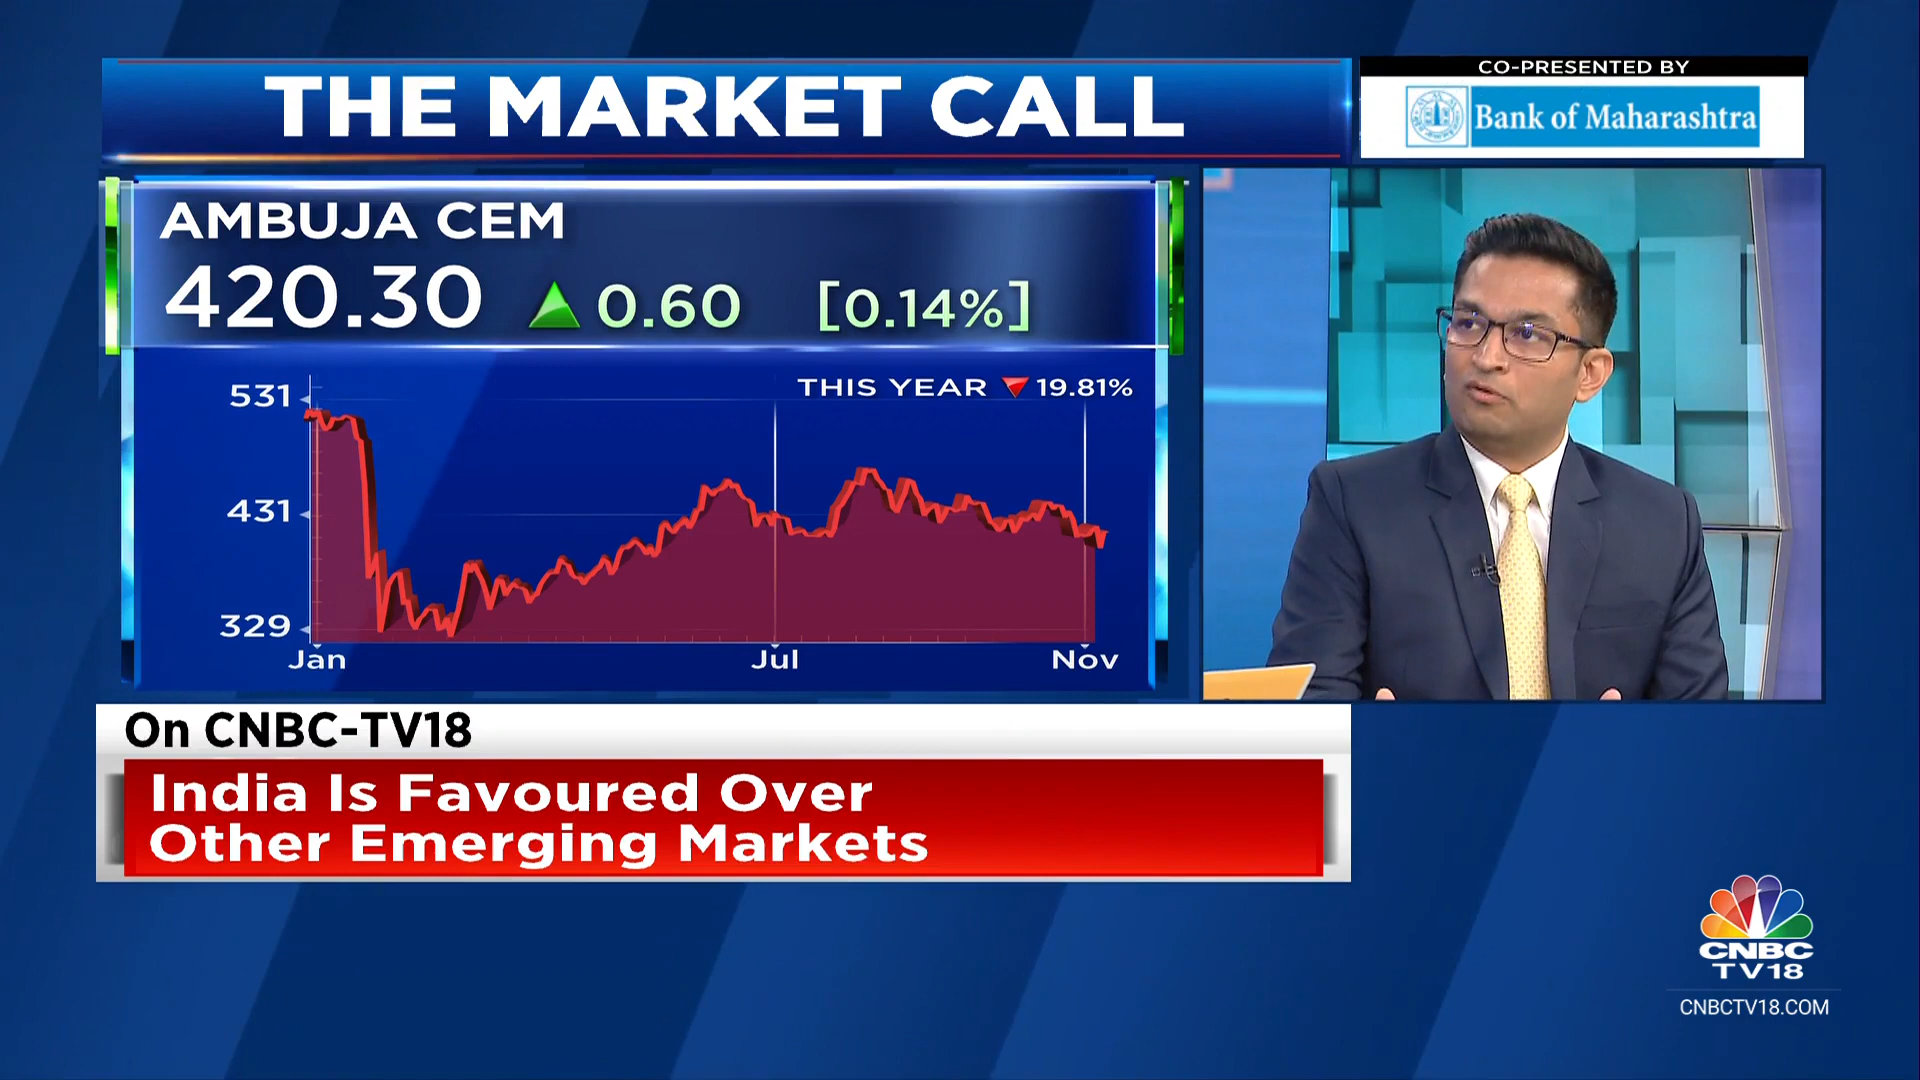 THE MARKET CALL
CO-PRESENTED BY
Bank of Maharashtra
AMBUJA CEM
420.30 ▲ 0.60 [0.14%]
THIS YEAR ▼ 19.81%
531
431
329
Jan Jul Nov
On CNBC-TV18
India Is Favoured Over
Other Emerging Markets
CNBC
TV18
CNBCTV18.COM